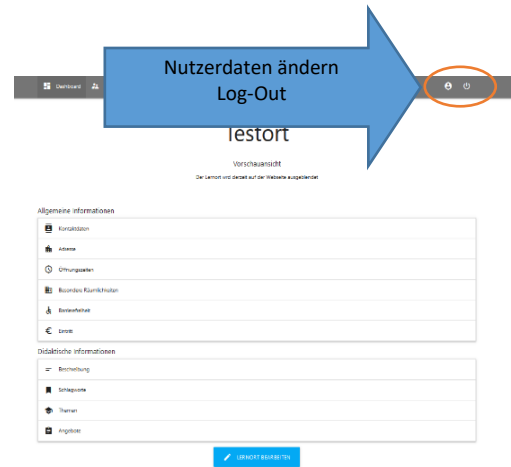 Nutzerdaten ändern
Log-Out
Dashboard
Testort
Vorschauansicht
Der Lernort wird derzeit auf der Webseite ausgeblendet
Allgemeine Informationen
Kontaktdaten
Adresse
Öffnungszeiten
Besondere Räumlichkeiten
Barrierefreiheit
Eintritt
Didaktische Informationen
Beschreibung
Schlagworte
Themen
Angebote
LERNORT BEARBEITEN